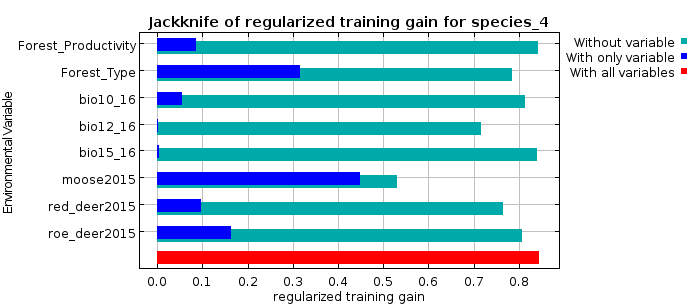 Jackknife of regularized training gain for species_4
Without variable
With only variable
With all variables
Environmental Variable
Forest_Productivity
Forest_Type
bio10_16
bio12_16
bio15_16
moose2015
red_deer2015
roe_deer2015
0.0 0.1 0.2 0.3 0.4 0.5 0.6 0.7 0.8
regularized training gain